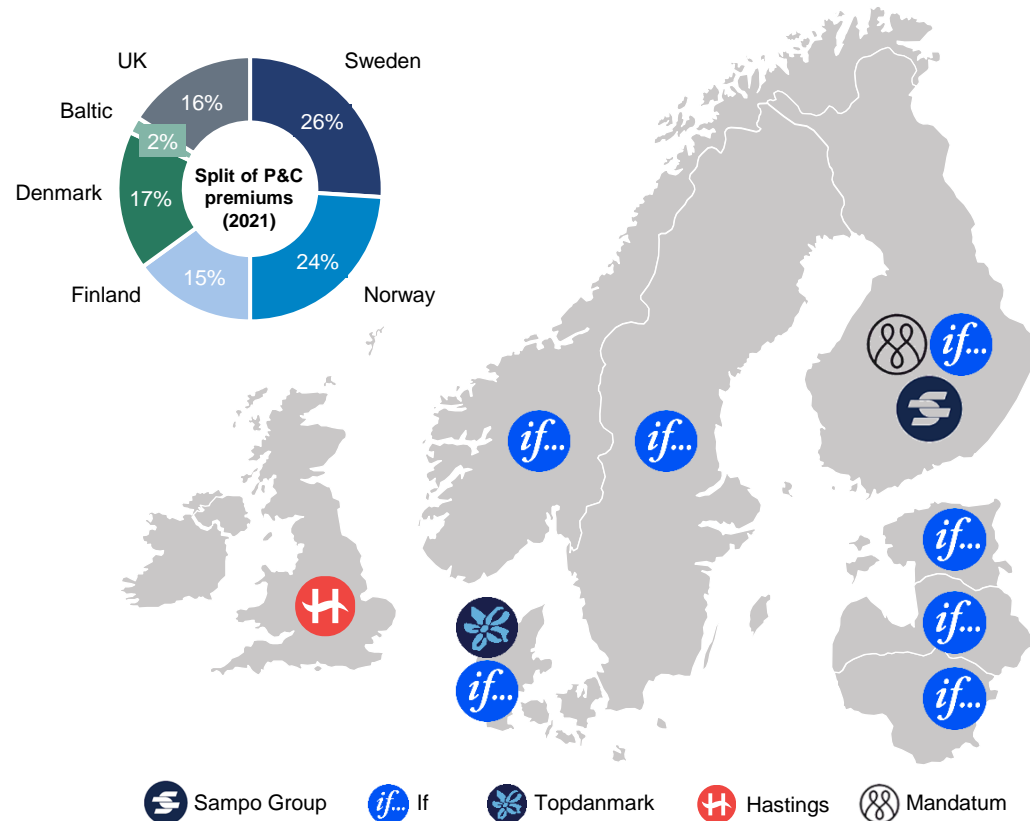 UK
Sweden
Baltic
16%
26%
2%
Denmark
17%
Split of P&C
premiums
(2021)
15%
24%
Finland
Norway
if...
if...
if...
if...
H
if...
if...
if...
Sampo Group
if...
If
Topdanmark
H
Hastings
Mandatum